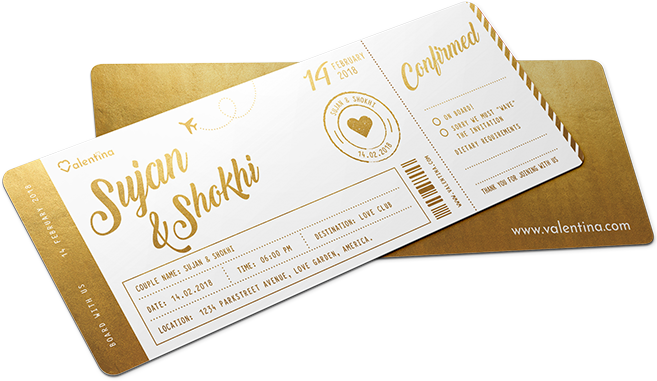 14 FEBRUARY 2018
BOARD WITH US
Valentina
Sujan
& Shokhi
14 FEBRUARY
2018
SUJAN & SHOKHI
14.02.2018
COUPLE NAME: SUJAN & SHOKHI
DATE: 14.02.2018
TIME: 06:00 PM
DESTINATION: LOVE CLUB
LOCATION: 1234 PARKSTREET AVENUE, LOVE GARDEN, AMERICA.
WWW.VALENTINA.COM
Confirmed
ON BOARD!
SORRY WE MUST "WAVE"
THE INVITATION
DIETARY REQUIREMENTS
THANK YOU FOR JOINING WITH US
www.valentina.com